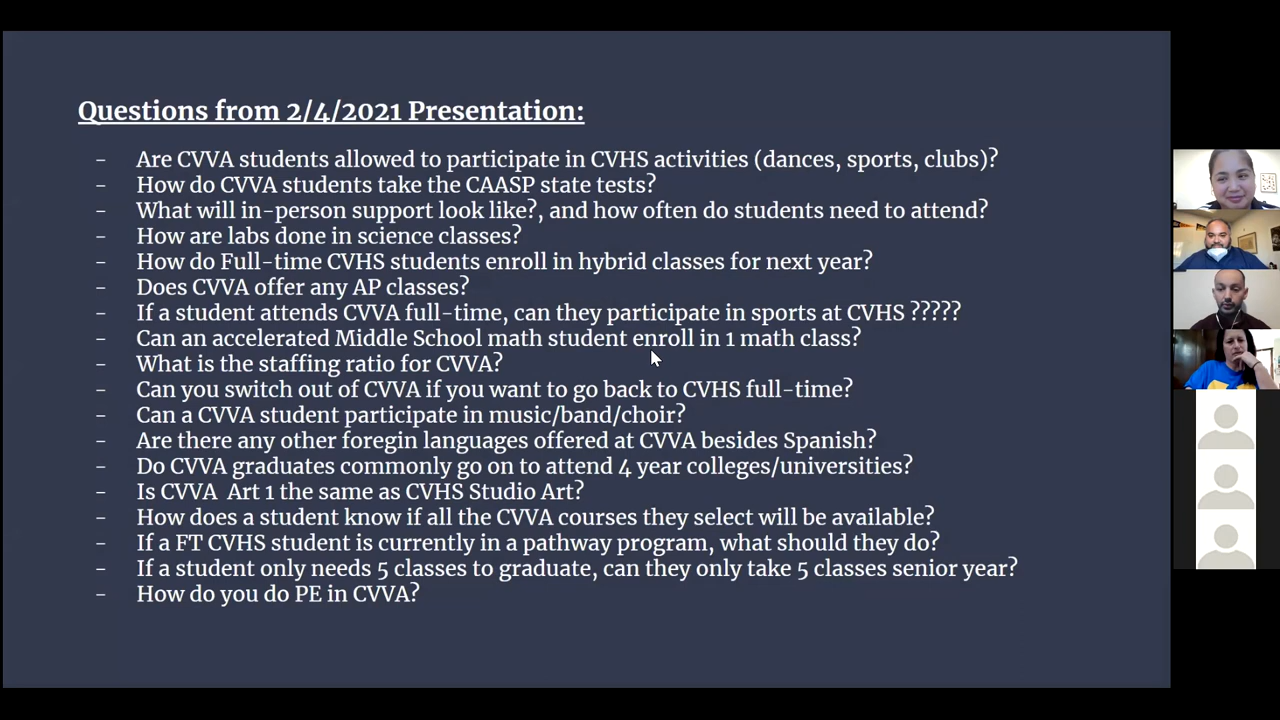 Questions from 2/4/2021 Presentation:
- Are CVVA students allowed to participate in CVHS activities (dances, sports, clubs)?
- How do CVVA students take the CAASP state tests?
- What will in-person support look like?, and how often do students need to attend?
- How are labs done in science classes?
- How do Full-time CVHS students enroll in hybrid classes for next year?
- Does CVVA offer any AP classes?
- If a student attends CVVA full-time, can they participate in sports at CVHS ?????
- Can an accelerated Middle School math student enroll in 1 math class?
- What is the staffing ratio for CVVA?
- Can you switch out of CVVA if you want to go back to CVHS full-time?
- Can a CVVA student participate in music/band/choir?
- Are there any other foregin languages offered at CVVA besides Spanish?
- Do CVVA graduates commonly go on to attend 4 year colleges/universities?
- Is CVVA  Art 1 the same as CVHS Studio Art?
- How does a student know if all the CVVA courses they select will be available?
- If a FT CVHS student is currently in a pathway program, what should they do?
- If a student only needs 5 classes to graduate, can they only take 5 classes senior year?
- How do you do PE in CVVA?